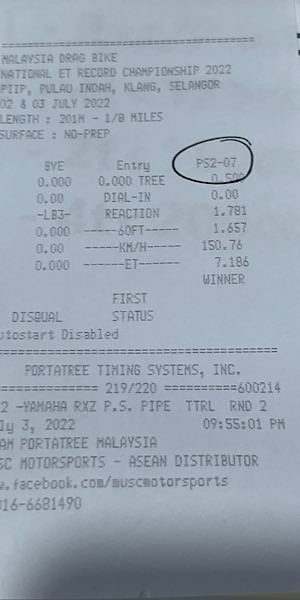 MALAYSIA DRAG BIKE
NATIONAL ET RECORD CHAMPIONSHIP 2022
PIIP, PULAU INDAH, KLANG, SELANGOR
02 & 03 JULY 2022
LENGTH : 201M - 1/8 MILES
SURFACE : NO-PREP
BYE Entry PS2-07
0.000 0.000 TREE 0.500
0.00 DIAL-IN 0.00
-LB3- REACTION 1.781
0.000 -----60FT----- 1.657
0.00 -----KM/H----- 150.76
0.000 ------ET------ 7.186
WINNER
FIRST
DISQUAL STATUS
utostart Disabled
PORTATREE TIMING SYSTEMS, INC.
============ 219/220 ==========600214
2 -YAMAHA RXZ P.S. PIPE TTRL RND 2
ly 3, 2022 09:55:01 PM
AM PORTATREE MALAYSIA
SC MOTORSPORTS - ASEAN DISTRIBUTOR
w.facebook.com/muscmotorsports
016-6681490